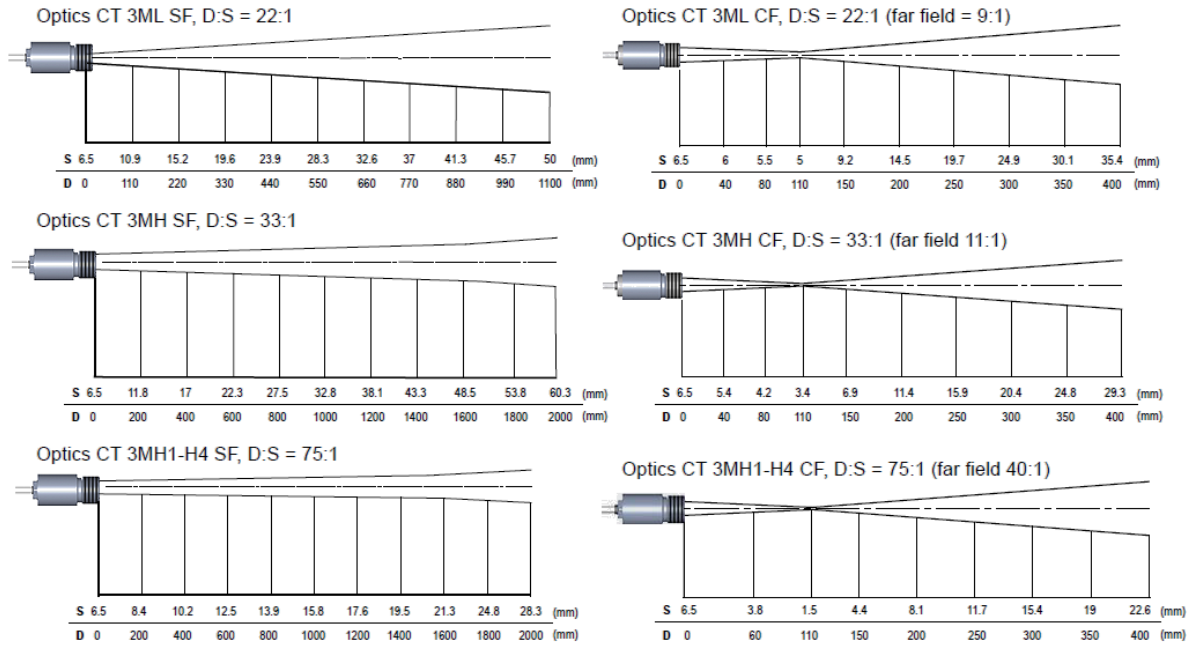 Optics CT 3ML SF, D:S = 22:1
S 6.5 10.9 15.2 19.6 23.9 28.3 32.6 37 41.3 45.7 50 (mm)
D 0 110 220 330 440 550 660 770 880 990 1100 (mm)
Optics CT 3ML CF, D:S = 22:1 (far field = 9:1)
S 6.5 6 5.5 5 9.2 14.5 19.7 24.9 30.1 35.4 (mm)
D 0 40 80 110 150 200 250 300 350 400 (mm)
Optics CT 3MH SF, D:S = 33:1
S 6.5 11.8 17 22.3 27.5 32.8 38.1 43.3 48.5 53.8 60.3 (mm)
D 0 200 400 600 800 1000 1200 1400 1600 1800 2000 (mm)
Optics CT 3MH CF, D:S = 33:1 (far field 11:1)
S 6.5 5.4 4.2 3.4 6.9 11.4 15.9 20.4 24.8 29.3 (mm)
D 0 40 80 110 150 200 250 300 350 400 (mm)
Optics CT 3MH1-H4 SF, D:S = 75:1
S 6.5 8.4 10.2 12.5 13.9 15.8 17.6 19.5 21.3 24.8 28.3 (mm)
D 0 200 400 600 800 1000 1200 1400 1600 1800 2000 (mm)
Optics CT 3MH1-H4 CF, D:S = 75:1 (far field 40:1)
S 6.5 3.8 1.5 4.4 8.1 11.7 15.4 19 22.6 (mm)
D 0 60 110 150 200 250 300 350 400 (mm)